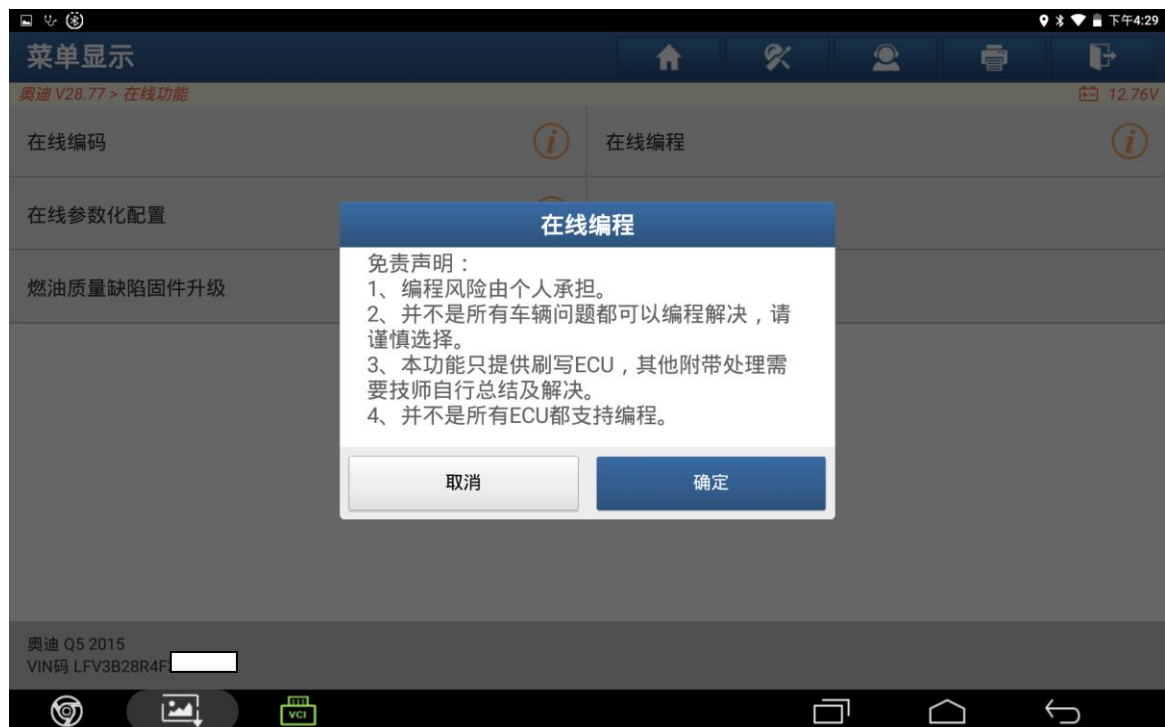 下午4:29
菜单显示
奥迪 V28.77 > 在线功能
12.76V
在线编码
在线编程
在线参数化配置
燃油质量缺陷固件升级
在线编程
免责声明：
1、编程风险由个人承担。
2、并不是所有车辆问题都可以编程解决，请
谨慎选择。
3、本功能只提供刷写ECU，其他附带处理需
要技师自行总结及解决。
4、并不是所有ECU都支持编程。
取消
确定
奥迪 Q5 2015
VIN码 LFV3B28R4F
VCI